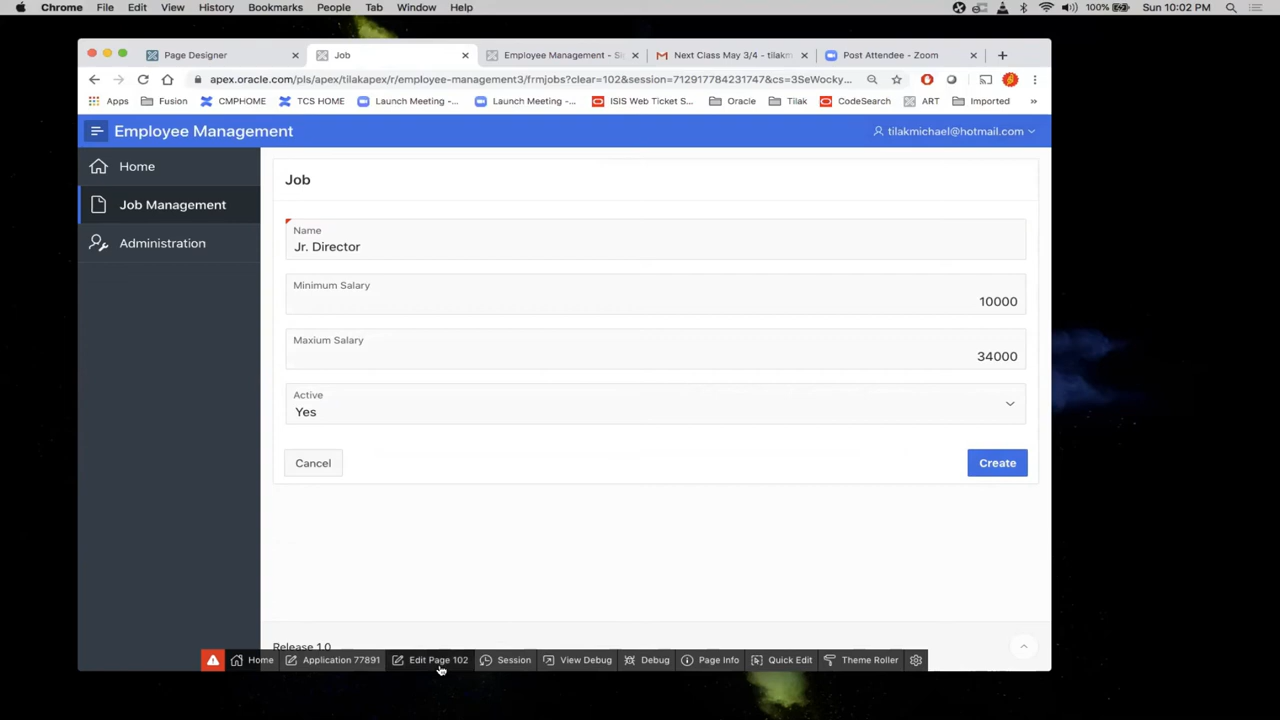 Chrome File Edit View History Bookmarks People Tab Window Help 100% Sun 10:02 PM
Page Designer Job Employee Management - Si Next Class May 3/4 - tilakm Post Attendee - Zoom
apex.oracle.com/pls/apex/tilakapex/r/employee-management3/frmjobs?clear=102&session=712917784231747&cs=3SeWocky...
Apps Fusion CMPHOME TCS HOME Launch Meeting -... Launch Meeting -... ISIS Web Ticket S... Oracle Tilak CodeSearch ART Imported »
Employee Management tilakmichael@hotmail.com
Home
Job Management
Administration
Job
Name
Jr. Director
Minimum Salary
10000
Maxium Salary
34000
Active
Yes
Cancel Create
Release 1.0
Home Application 77891 Edit Page 102 Session View Debug Debug Page Info Quick Edit Theme Roller